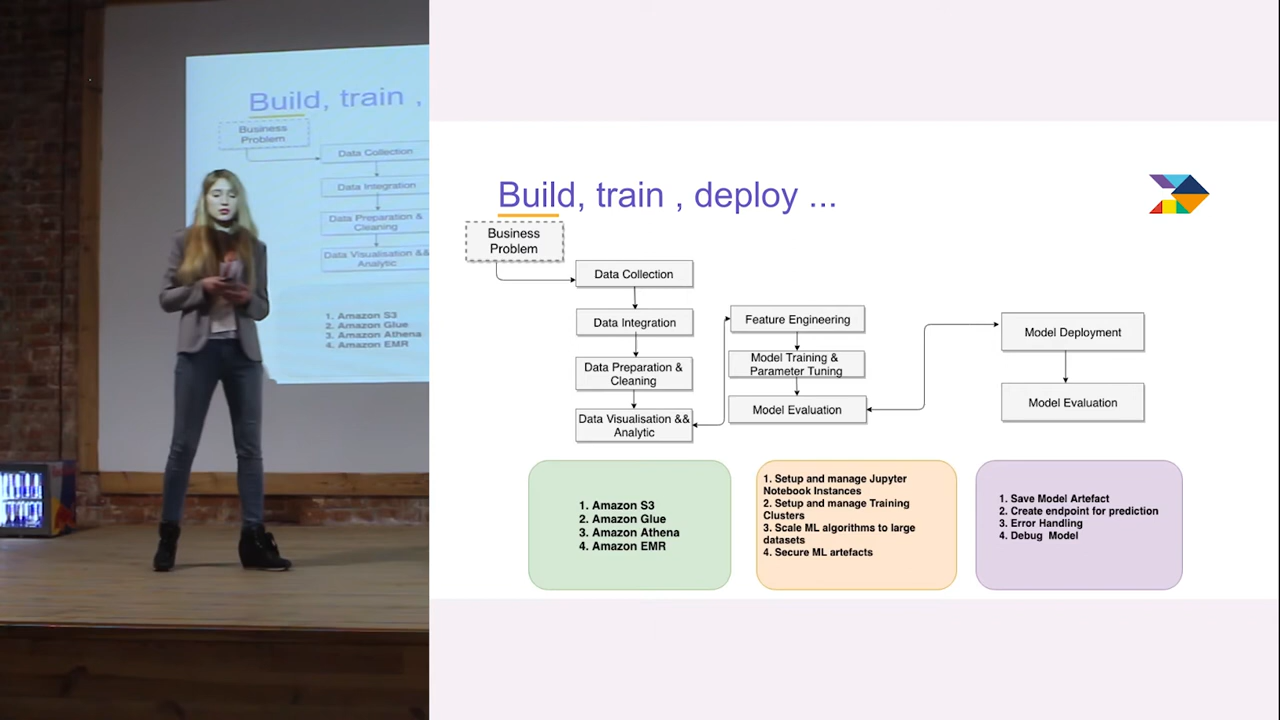 Build, train ,
Business
Problem
Data Collection
Data Integration
Data Preparation &
Cleaning
Data Visualisation &&
Analytic
1. Amazon S3
2. Amazon Glue
3. Amazon Athena
4. Amazon EMR
Build, train , deploy ...
Business
Problem
Data Collection
Data Integration
Data Preparation &
Cleaning
Data Visualisation &&
Analytic
Feature Engineering
Model Training &
Parameter Tuning
Model Evaluation
Model Deployment
Model Evaluation
1. Amazon S3
2. Amazon Glue
3. Amazon Athena
4. Amazon EMR
1. Setup and manage Jupyter
Notebook Instances
2. Setup and manage Training
Clusters
3. Scale ML algorithms to large
datasets
4. Secure ML artefacts
1. Save Model Artefact
2. Create endpoint for prediction
3. Error Handling
4. Debug Model